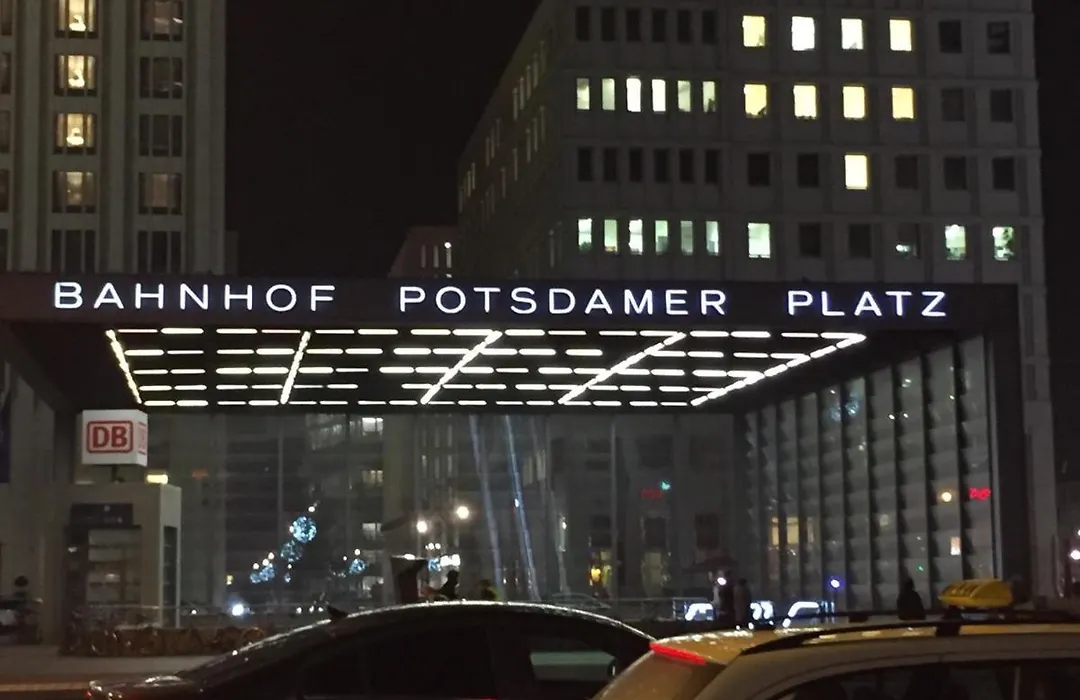 BAHNHOF POTSDAMER PLATZ
DB